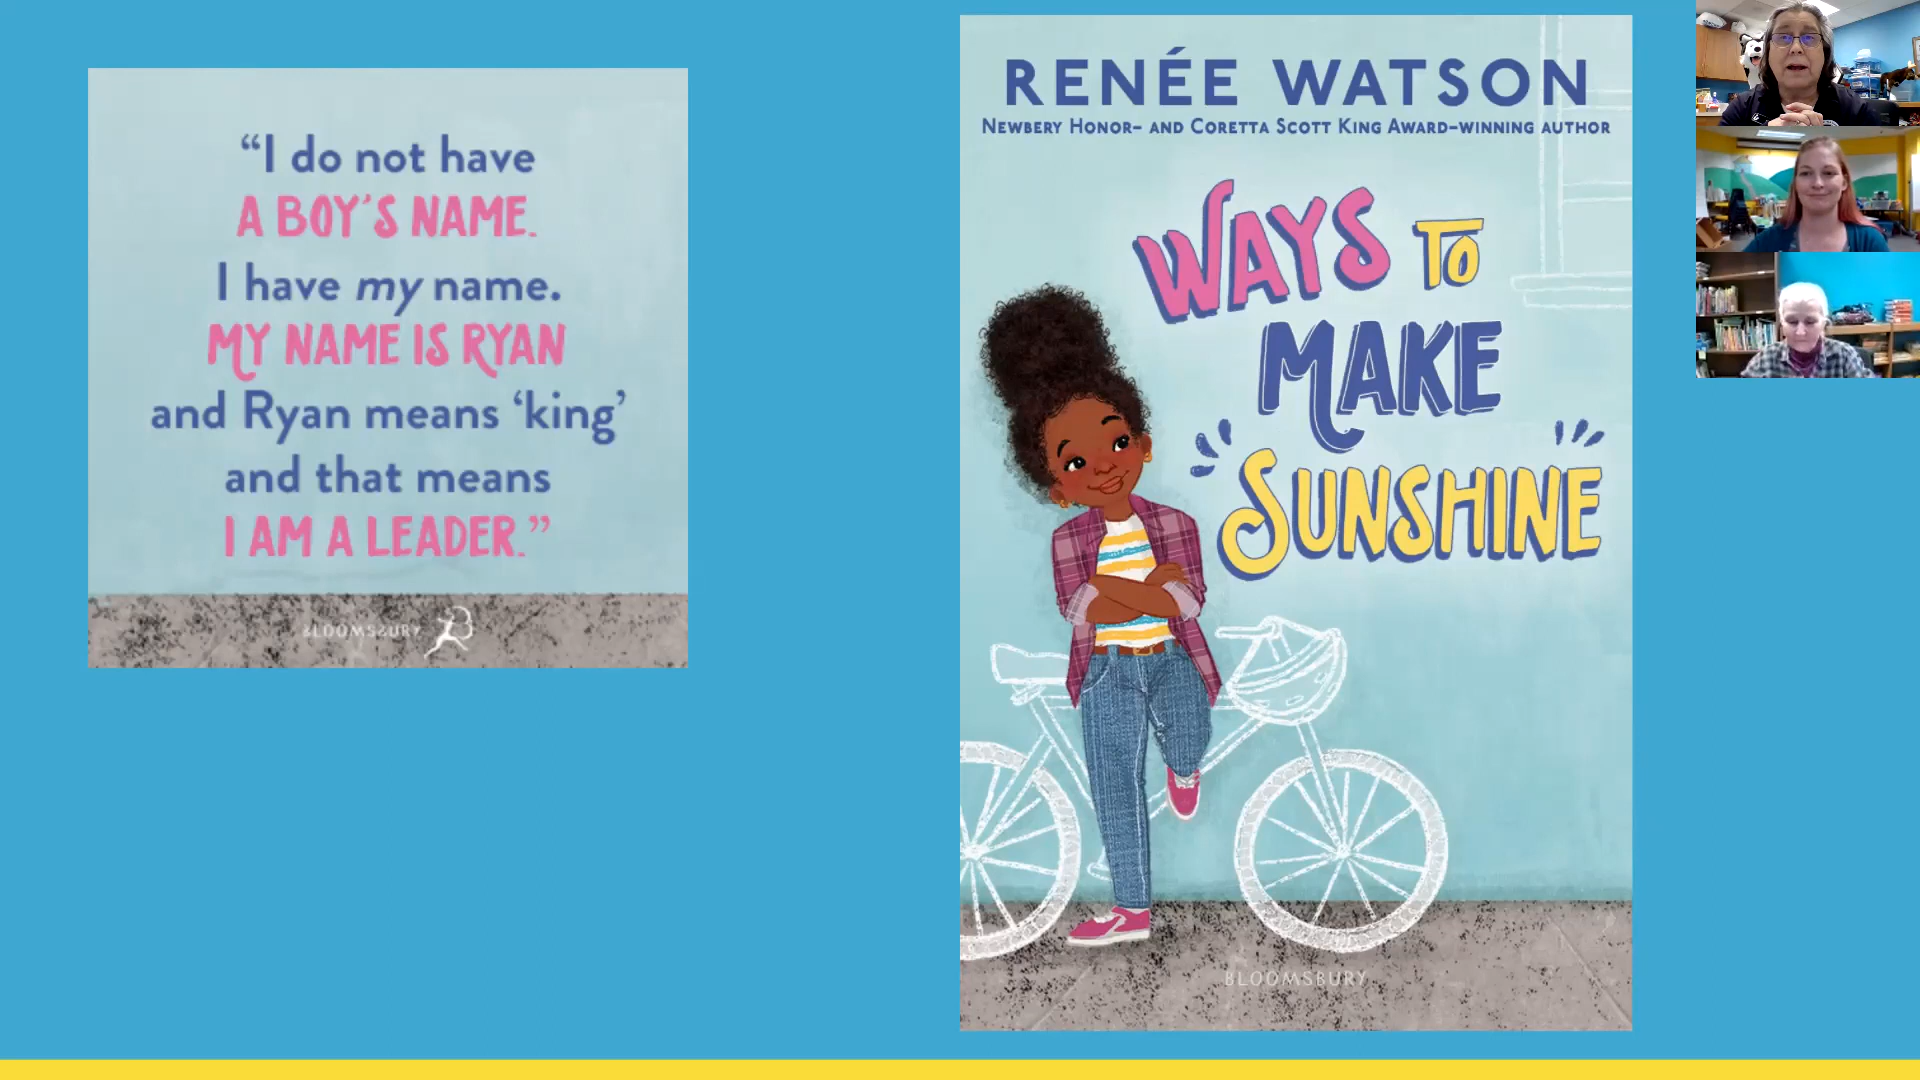 “I do not have
A BOY’S NAME.
I have my name.
MY NAME IS RYAN
and Ryan means ‘king’
and that means
I AM A LEADER.”
BLOOMSBURY
RENÉE WATSON
NEWBERY HONOR- AND CORETTA SCOTT KING AWARD-WINNING AUTHOR
WAYS TO
MAKE
SUNSHINE
BLOOMSBURY